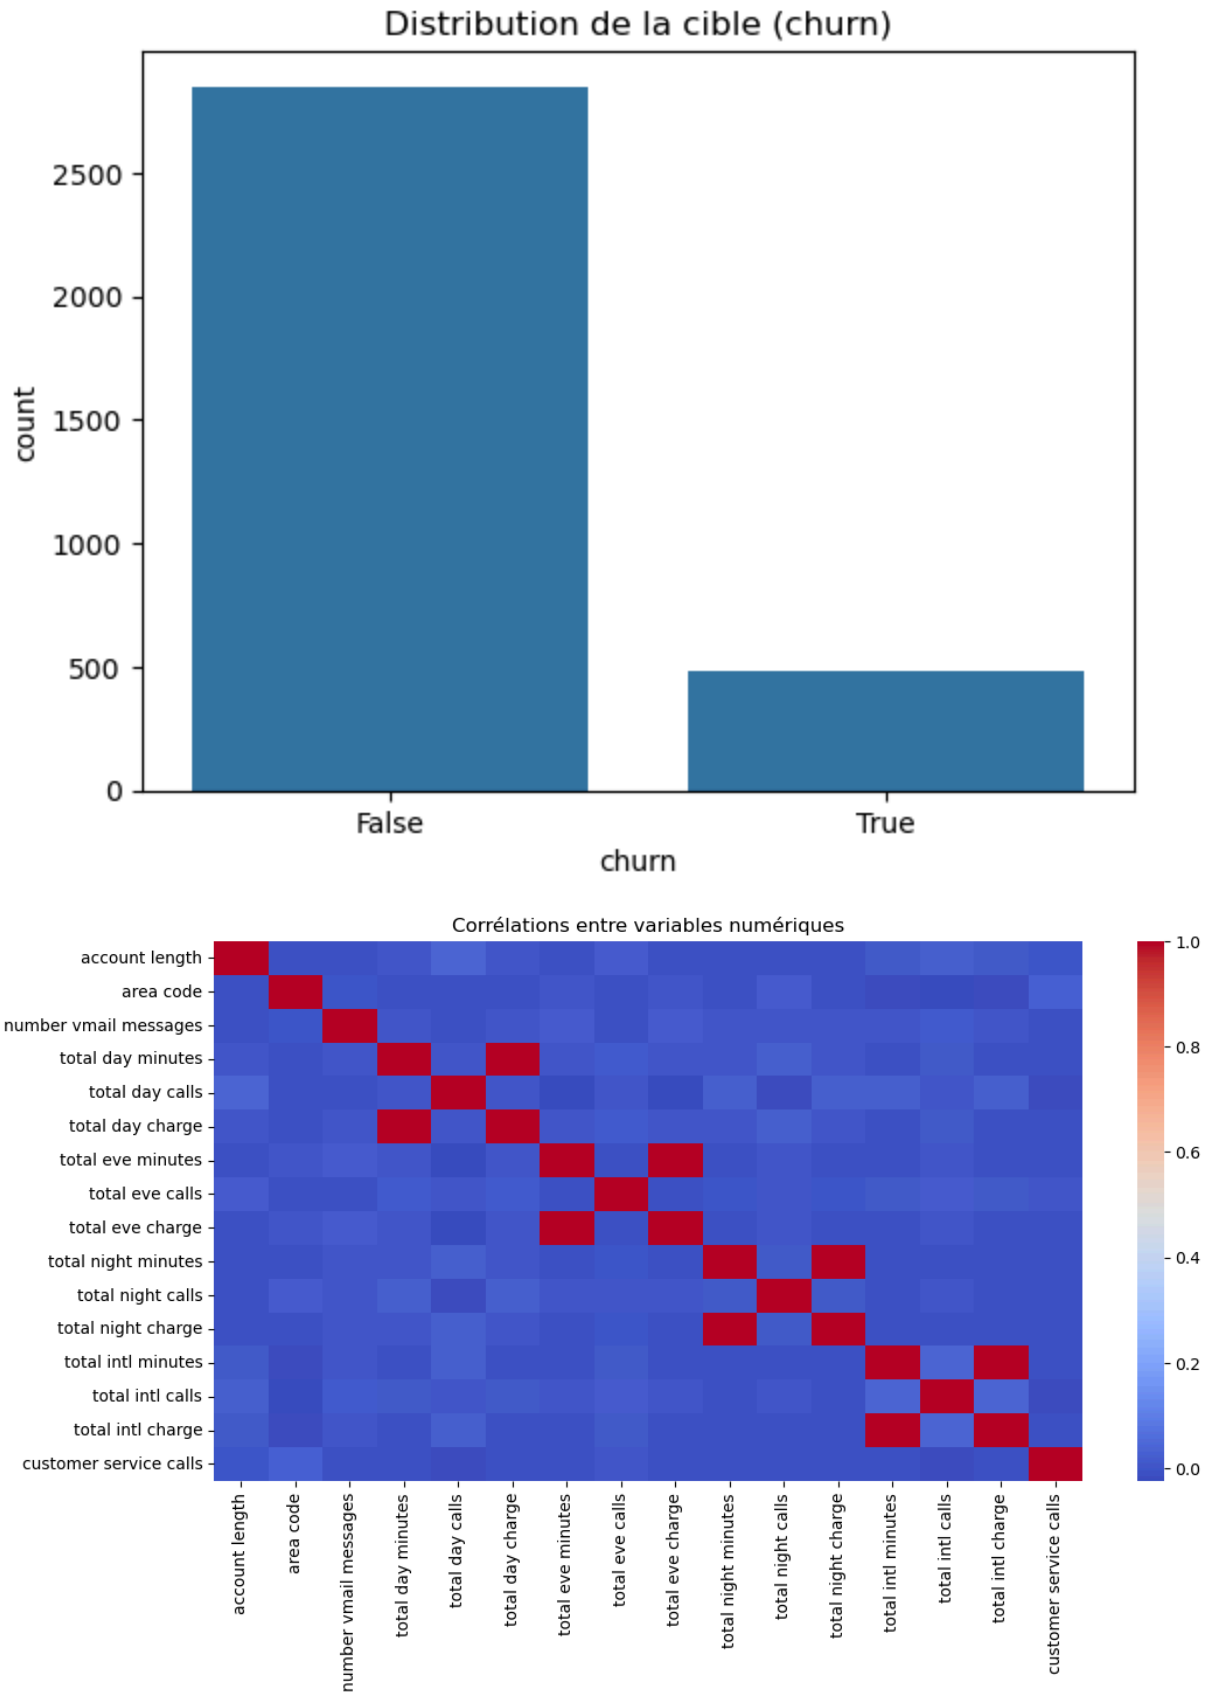 Distribution de la cible (churn)
2500
2000
1500
1000
500
0
count
False
True
churn
Corrélations entre variables numériques
account length
area code
number vmail messages
total day minutes
total day calls
total day charge
total eve minutes
total eve calls
total eve charge
total night minutes
total night calls
total night charge
total intl minutes
total intl calls
total intl charge
customer service calls
account length
area code
number vmail messages
total day minutes
total day calls
total day charge
total eve minutes
total eve calls
total eve charge
total night minutes
total night calls
total night charge
total intl minutes
total intl calls
total intl charge
customer service calls
1.0
0.8
0.6
0.4
0.2
0.0